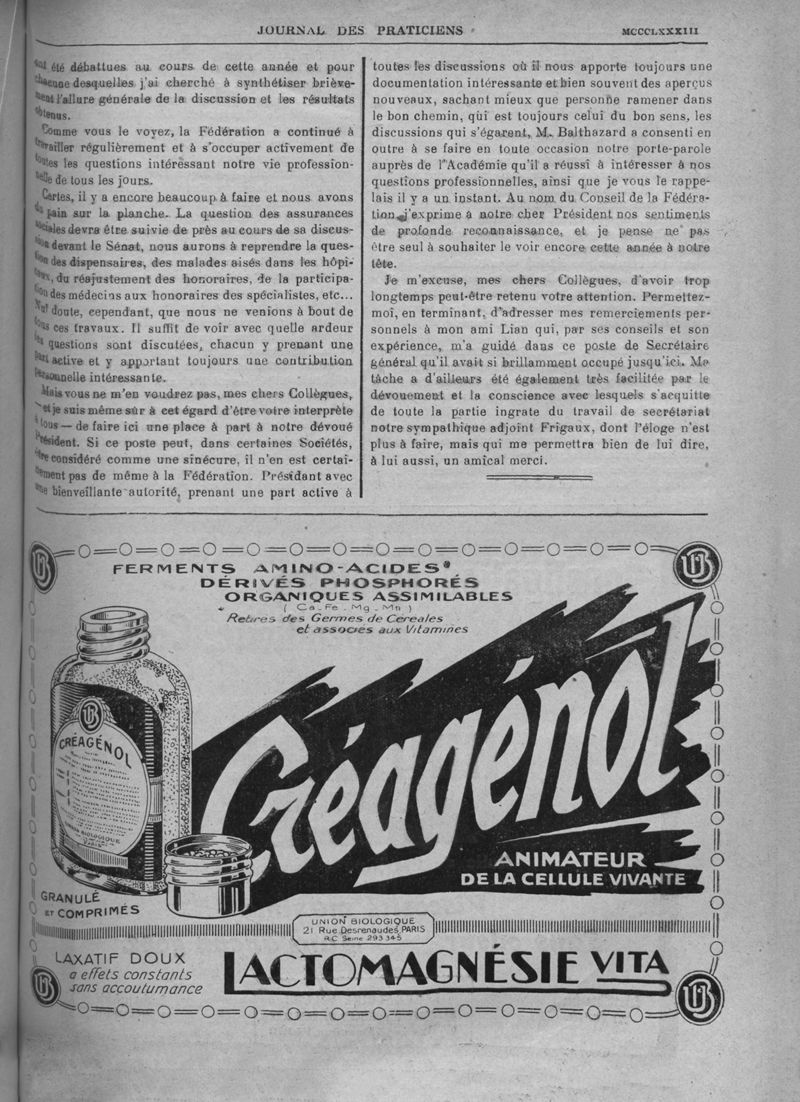 JOURNAL DES PRATICIENS
MCCCLXXXIII
été débattues au cours de cette année et pour
chacune desquelles j'ai cherché à synthétiser briève-
ment l'allure générale de la discussion et les résultats
obtenus.
Comme vous le voyez, la Fédération a continué à
travailler régulièrement et à s'occuper activement de
toutes les questions intéressant notre vie profession-
nelle de tous les jours.
Certes, il y a encore beaucoup à faire et nous avons
du pain sur la planche. La question des assurances
sociales devra être suivie de près au cours de sa discus-
sion devant le Sénat, nous aurons à reprendre la ques-
tion des dispensaires, des malades aisés dans les hôpi-
taux, du réajustement des honoraires, de la participa-
tion des médecins aux honoraires des spécialistes, etc...
Nul doute, cependant, que nous ne venions à bout de
tous ces travaux. Il suffit de voir avec quelle ardeur
les questions sont discutées, chacun y prenant une
part active et y apportant toujours une contribution
personnelle intéressante.
Mais vous ne m'en voudrez pas, mes chers Collègues,
— et je suis même sûr à cet égard d'être votre interprète
à tous — de faire ici une place à part à notre dévoué
Président. Si ce poste peut, dans certaines Sociétés,
être considéré comme une sinécure, il n'en est certai-
nement pas de même à la Fédération. Présidant avec
une bienveillante autorité, prenant une part active à
toutes les discussions où il nous apporte toujours une
documentation intéressante et bien souvent des aperçus
nouveaux, sachant mieux que personne ramener dans
le bon chemin, qui est toujours celui du bon sens, les
discussions qui s'égarent, M. Balthazard a consenti en
outre à se faire en toute occasion notre porte-parole
auprès de l'Académie qu'il a réussi à intéresser à nos
questions professionnelles, ainsi que je vous le rappe-
lais il y a un instant. Au nom du Conseil de la Fédéra-
tion j'exprime à notre cher Président nos sentiments
de profonde reconnaissance, et je pense ne pas
être seul à souhaiter le voir encore cette année à notre
tête.
Je m'excuse, mes chers Collègues, d'avoir trop
longtemps peut-être retenu votre attention. Permettez-
moi, en terminant, d'adresser mes remerciements per-
sonnels à mon ami Lian qui, par ses conseils et son
expérience, m'a guidé dans ce poste de Secrétaire
général qu'il avait si brillamment occupé jusqu'ici. Ma
tâche a d'ailleurs été également très facilitée par le
dévouement et la conscience avec lesquels s'acquitte
de toute la partie ingrate du travail de secrétariat
notre sympathique adjoint Frigaux, dont l'éloge n'est
plus à faire, mais qui me permettra bien de lui dire,
à lui aussi, un amical merci.
UB
UB
FERMENTS AMINO-ACIDES
DÉRIVÉS PHOSPHORÉS
ORGANIQUES ASSIMILABLES
( Ca - Fe - Mg - Mn )
Retirés des Germes de Céréales
et associés aux Vitamines
UB
CRÉAGÉNOL
UNION BIOLOGIQUE
PARIS
Créagénol
ANIMATEUR
DE LA CELLULE VIVANTE
GRANULÉ
ET COMPRIMÉS
UNION BIOLOGIQUE
21 Rue Desrenaudes, PARIS
R.C. Seine 293 345
LAXATIF DOUX
a effets constants
sans accoutumance
LACTOMAGNÉSIE VITA
UB
UB